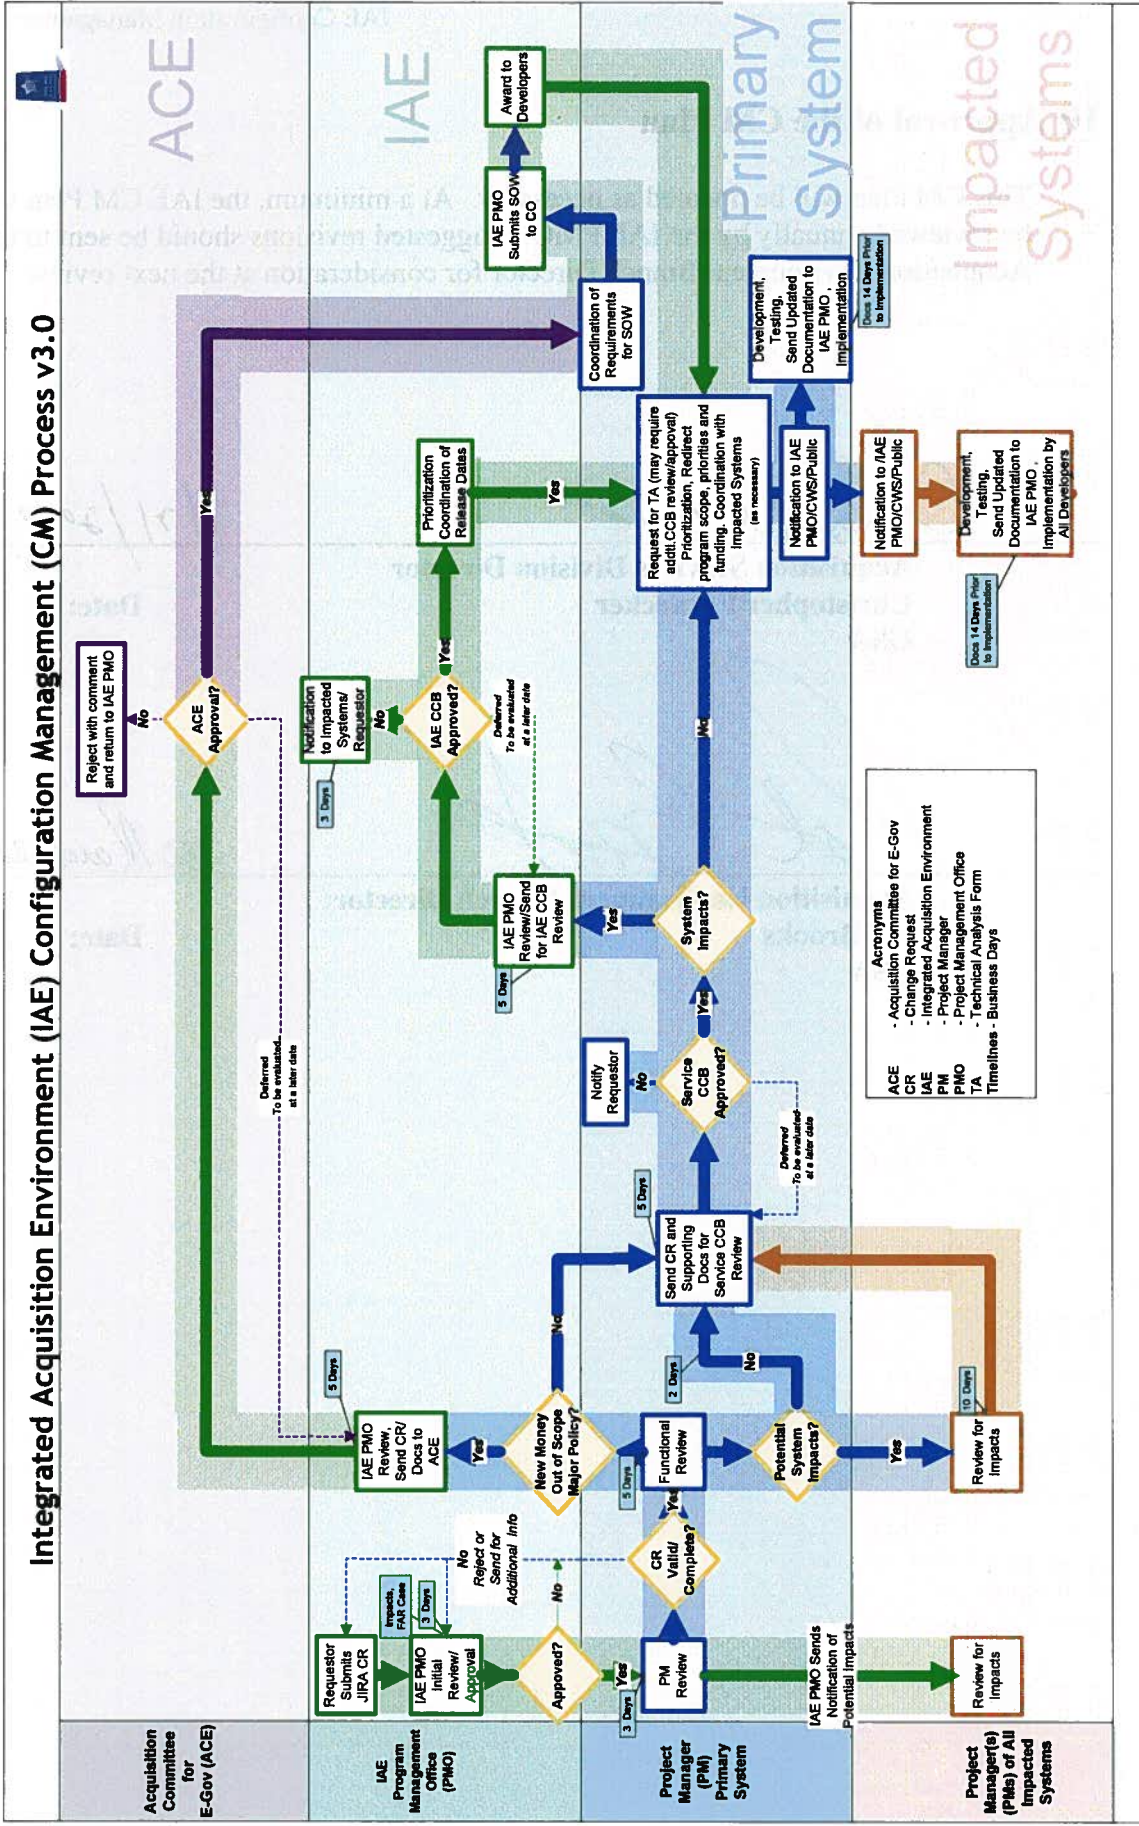 Integrated Acquisition Environment (IAE) Configuration Management (CM) Process v3.0
Acquisition
Committee
for
E-Gov (ACE)
ACE
Reject with comment
and return to IAE PMO
No
ACE
Approval?
Yes
Deferred
To be evaluated
at a later date
IAE
Program
Management
Office
(PMO)
IAE
Requestor
Submits
JIRA CR
Impacts,
FAR Case
3 Days
IAE PMO
Initial
Review/
Approval
Appoved?
No
Yes
No
Reject or
Send for
Additional Info
5 Days
IAE PMO
Review,
Send CR/
Docs to
ACE
Yes
New Money
Out of Scope
Major Policy?
No
5 Days
IAE PMO
Review/Send
for IAE CCB
Review
3 Days
Notification
to Impacted
Systems/
Requestor
No
IAE CCB
Approved?
Yes
Deferred
To be evaluated
at a later date
Prioritization
Coordination of
Release Dates
Yes
IAE PMO
Submits SOW
to CO
Award to
Developers
Project
Manager
(PM)
Primary
System
Primary
System
3 Days
PM
Review
CR
Valid/
Complete?
Yes
5 Days
Functional
Review
Potential
System
Impacts?
No
Yes
2 Days
5 Days
Send CR and
Supporting
Docs for
Service CCB
Review
Notify
Requestor
No
Service
CCB
Approved?
Yes
Deferred
To be evaluated
at a later date
System
Impacts?
Yes
No
Coordination of
Requirements
for SOW
Request for TA (may require
addtl.CCB review/approval)
Prioritization, Redirect
program scope, priorities and
funding. Coordination with
Impacted Systems
(as necessary)
Notification to IAE
PMO/CWS/Public
Development,
Testing,
Send Updated
Documentation to
IAE PMO ,
Implementation
Docs 14 Days Prior
to Implementation
IAE PMO Sends
Notification of
Potential Impacts
Project
Manager(s)
(PMs) of All
Impacted
Systems
Impacted
Systems
Review for
Impacts
10 Days
Review for
Impacts
Notification to /IAE
PMO/CWS/Public
Development,
Testing,
Send Updated
Documentation to
IAE PMO ,
Implementation by
All Developers
Docs 14 Days Prior
to Implementation
Acronyms
ACE - Acquisition Committee for E-Gov
CR - Change Request
IAE - Integrated Acquisition Environment
PM - Project Manager
PMO - Project Management Office
TA - Technical Analysis Form
Timelines - Business Days